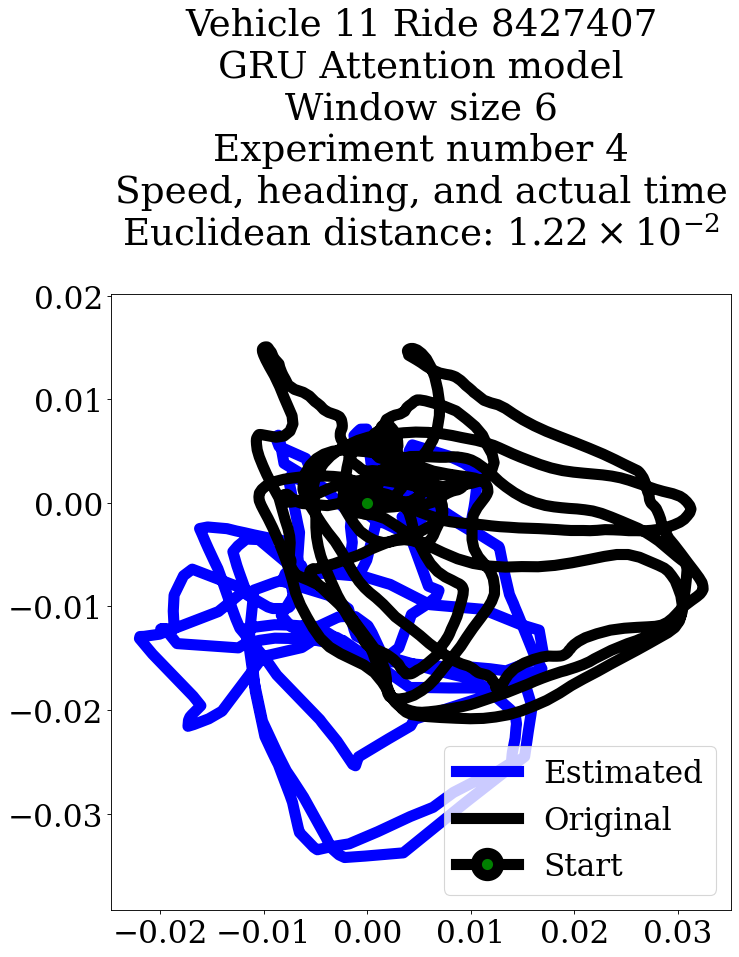 Vehicle 11 Ride 8427407
GRU Attention model
Window size 6
Experiment number 4
Speed, heading, and actual time
Euclidean distance: 1.22 × 10⁻²
0.02
0.01
0.00
−0.01
−0.02
−0.03
Estimated
Original
Start
−0.02 −0.01 0.00 0.01 0.02 0.03